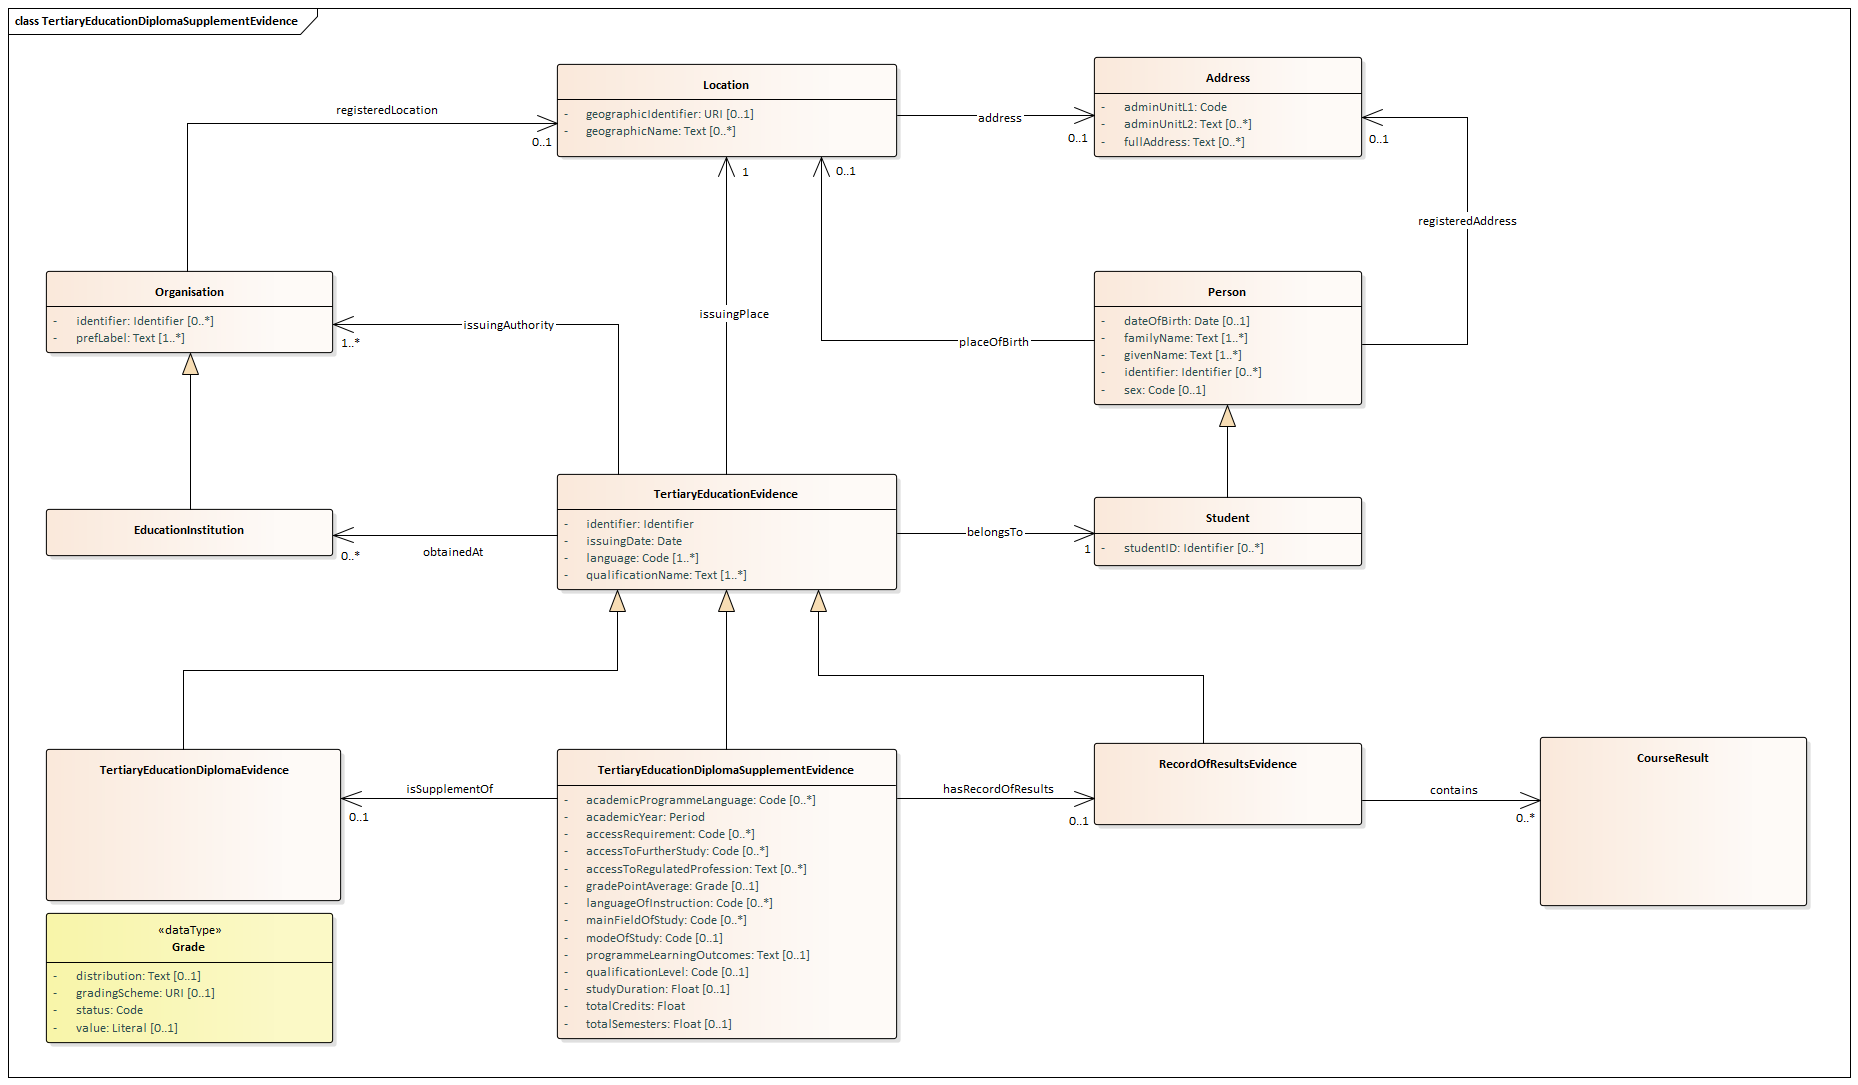 class TertiaryEducationDiplomaSupplementEvidence
Location
- geographicIdentifier: URI [0..1]
- geographicName: Text [0..*]
Address
- adminUnitL1: Code
- adminUnitL2: Text [0..*]
- fullAddress: Text [0..*]
registeredLocation
0..1
address
0..1
0..1
1
0..1
registeredAddress
Organisation
- identifier: Identifier [0..*]
- prefLabel: Text [1..*]
issuingAuthority
1..*
issuingPlace
placeOfBirth
Person
- dateOfBirth: Date [0..1]
- familyName: Text [1..*]
- givenName: Text [1..*]
- identifier: Identifier [0..*]
- sex: Code [0..1]
EducationInstitution
0..*
obtainedAt
TertiaryEducationEvidence
- identifier: Identifier
- issuingDate: Date
- language: Code [1..*]
- qualificationName: Text [1..*]
belongsTo
1
Student
- studentID: Identifier [0..*]
TertiaryEducationDiplomaEvidence
isSupplementOf
0..1
TertiaryEducationDiplomaSupplementEvidence
- academicProgrammeLanguage: Code [0..*]
- academicYear: Period
- accessRequirement: Code [0..*]
- accessToFurtherStudy: Code [0..*]
- accessToRegulatedProfession: Text [0..*]
- gradePointAverage: Grade [0..1]
- languageOfInstruction: Code [0..*]
- mainFieldOfStudy: Code [0..*]
- modeOfStudy: Code [0..1]
- programmeLearningOutcomes: Text [0..1]
- qualificationLevel: Code [0..1]
- studyDuration: Float [0..1]
- totalCredits: Float
- totalSemesters: Float [0..1]
hasRecordOfResults
0..1
RecordOfResultsEvidence
contains
0..*
CourseResult
«dataType»
Grade
- distribution: Text [0..1]
- gradingScheme: URI [0..1]
- status: Code
- value: Literal [0..1]